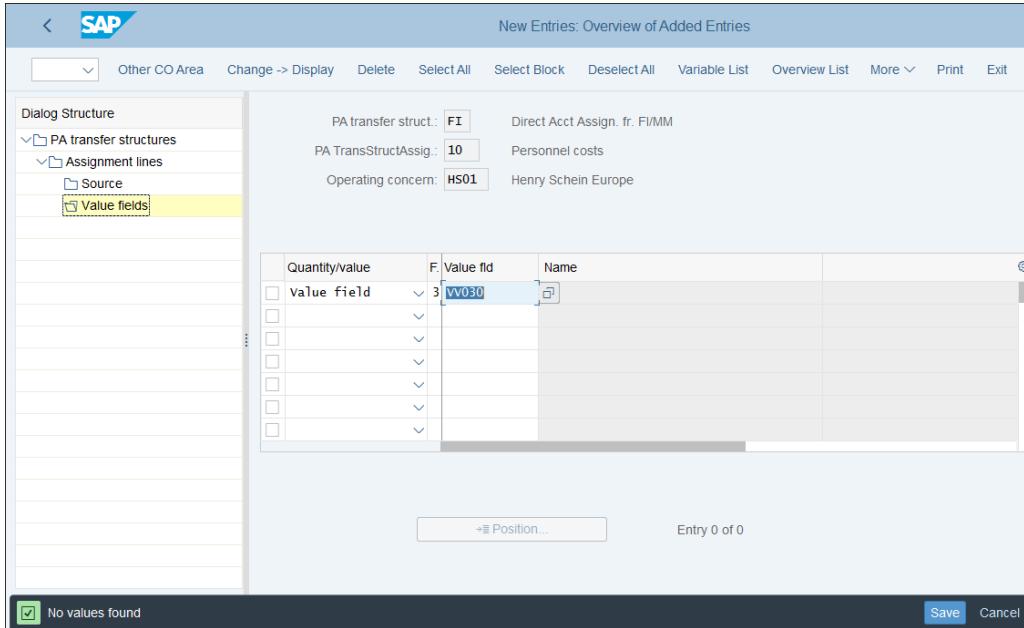 SAP New Entries: Overview of Added Entries
Other CO Area Change -> Display Delete Select All Select Block Deselect All Variable List Overview List More Print Exit
Dialog Structure
PA transfer structures
Assignment lines
Source
Value fields
PA transfer struct.: FI Direct Acct Assign. fr. FI/MM
PA TransStructAssig.: 10 Personnel costs
Operating concern: HS01 Henry Schein Europe
Quantity/value F. Value fld Name
Value field 3 VV030
Position... Entry 0 of 0
No values found Save Cancel